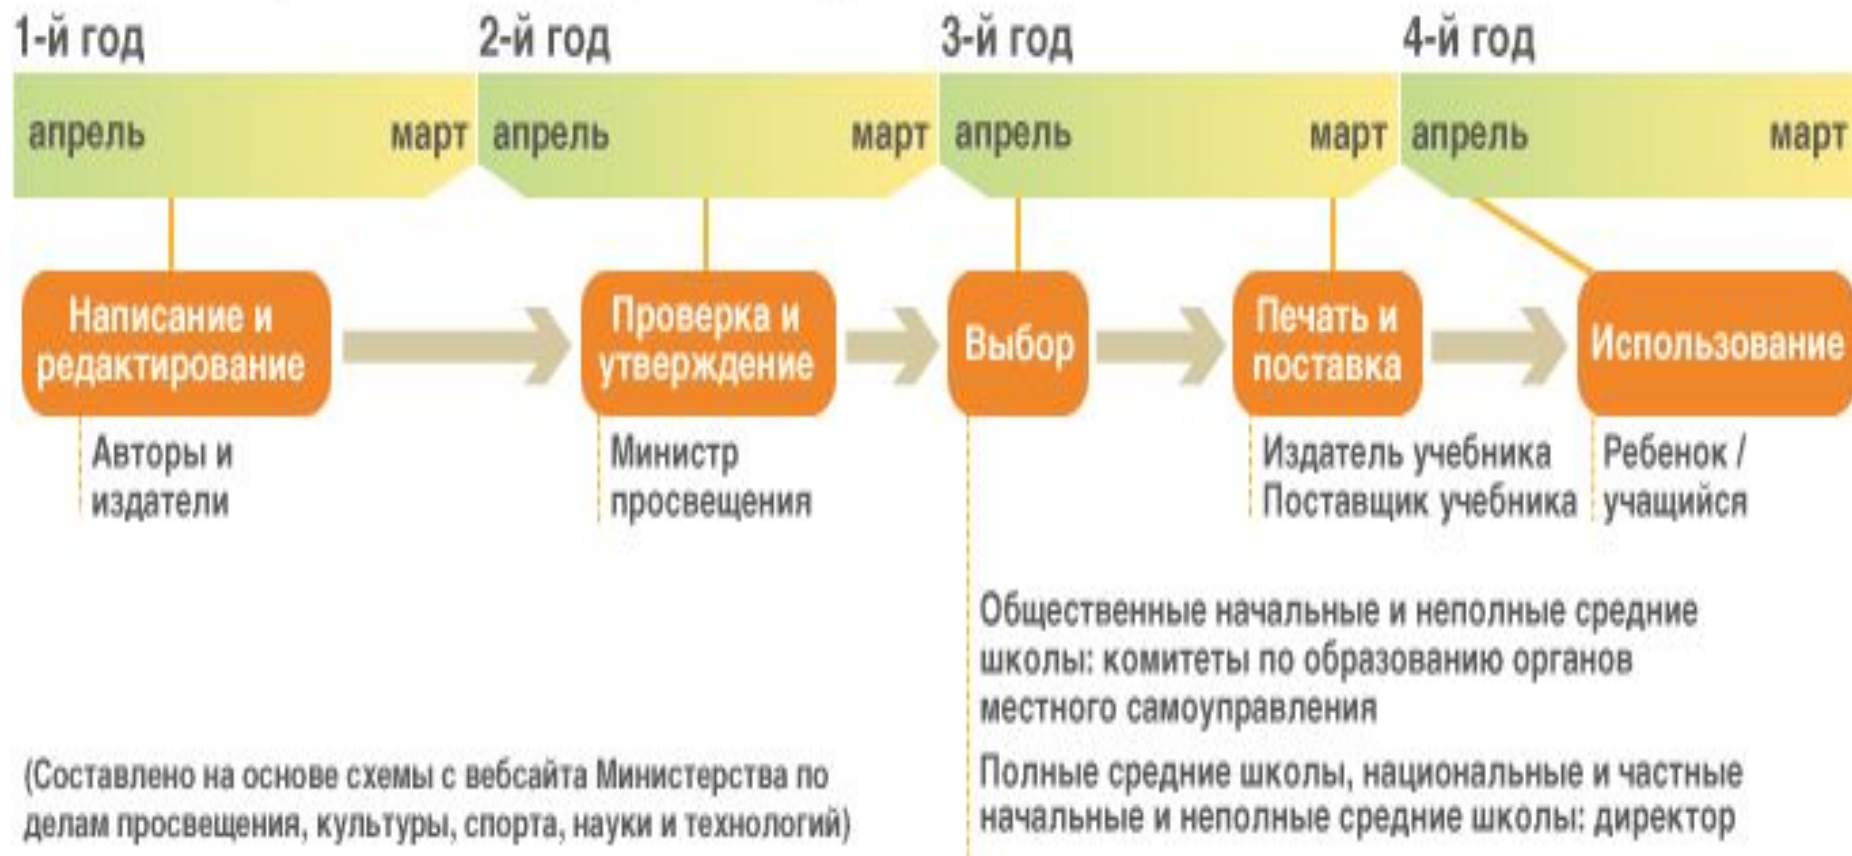 1-й год 2-й год 3-й год 4-й год
апрель март апрель март апрель март апрель март
Написание и
редактирование
Проверка и
утверждение
Выбор
Печать и
поставка
Использование
Авторы и
издатели
Министр
просвещения
Издатель учебника
Поставщик учебника
Ребенок /
учащийся
Общественные начальные и неполные средние
школы: комитеты по образованию органов
местного самоуправления
Полные средние школы, национальные и частные
начальные и неполные средние школы: директор
(Составлено на основе схемы с вебсайта Министерства по
делам просвещения, культуры, спорта, науки и технологий)